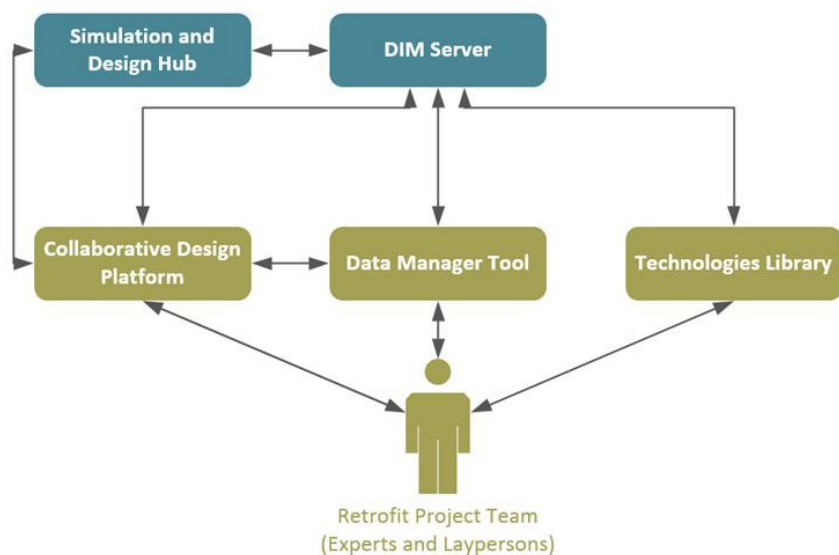 Simulation and
Design Hub
DIM Server
Collaborative Design
Platform
Data Manager Tool
Technologies Library
Retrofit Project Team
(Experts and Laypersons)